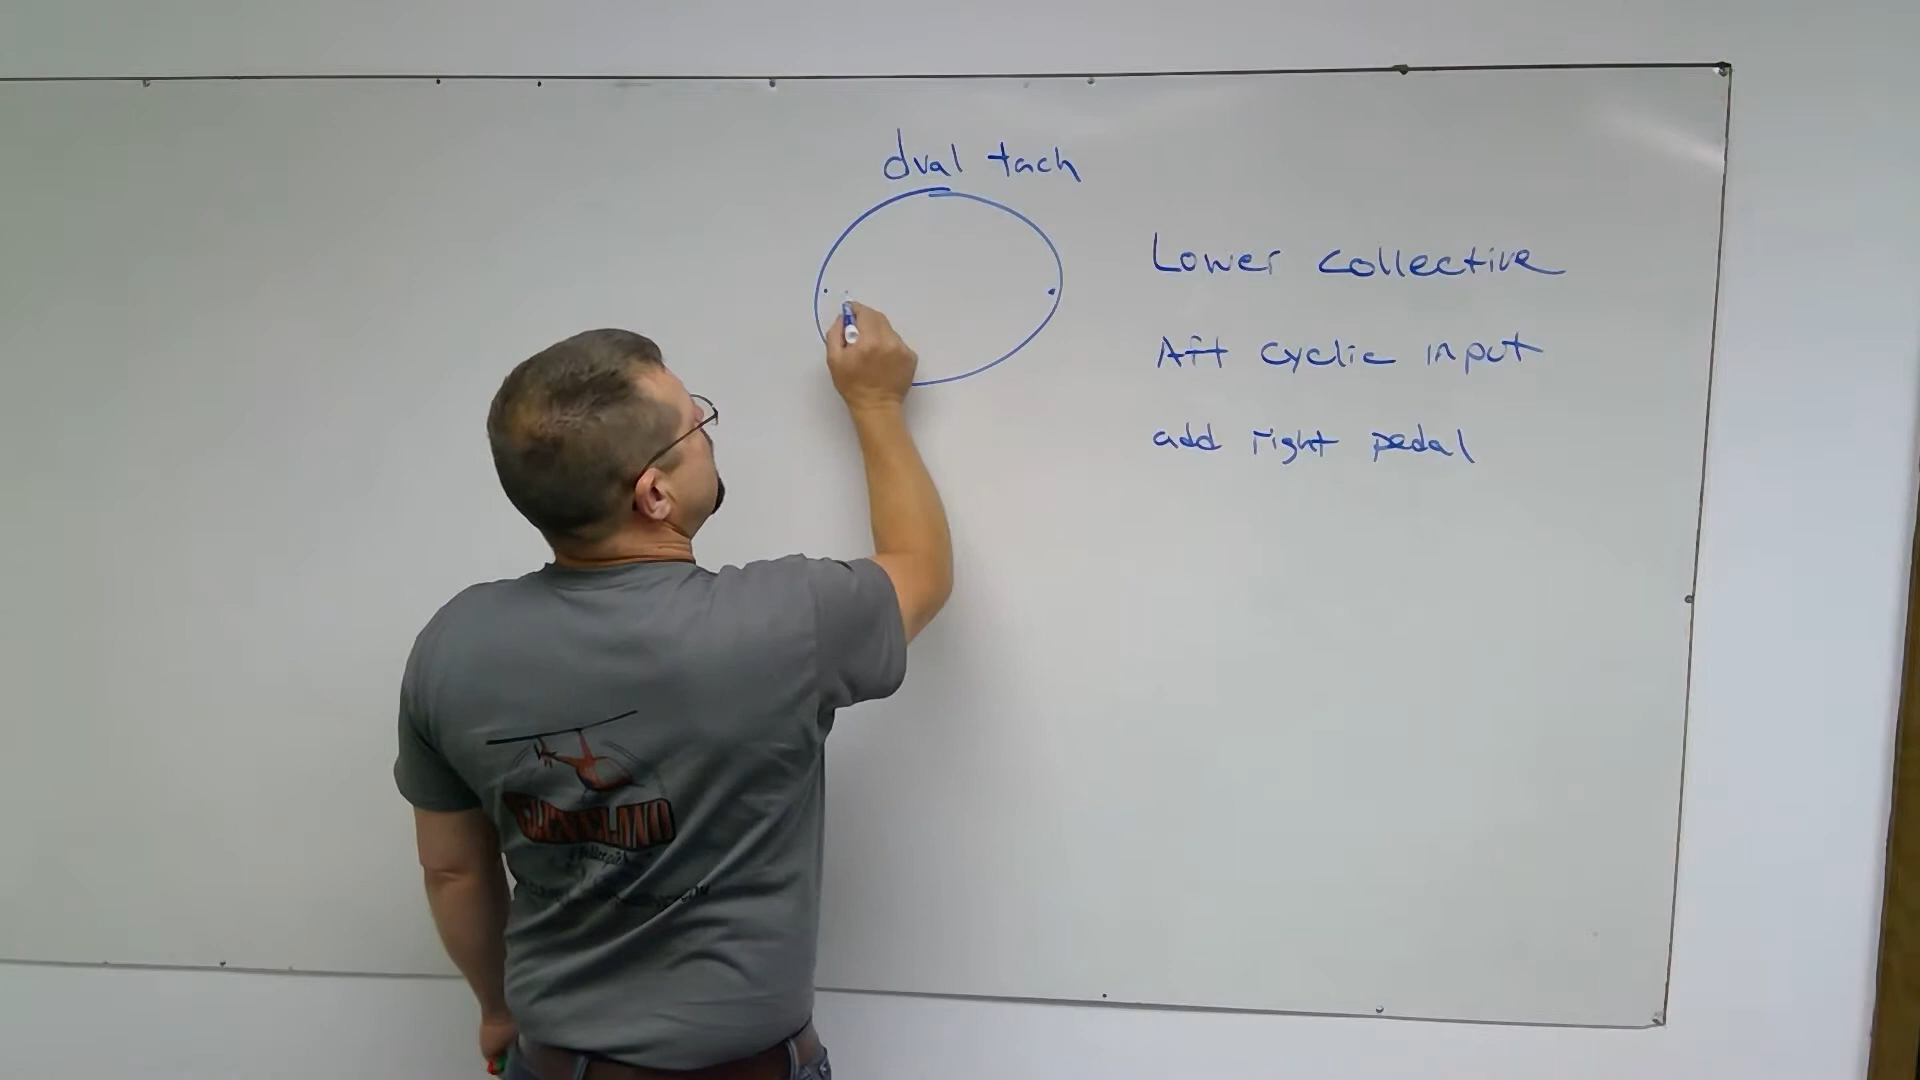 dual tach
Lower collective
Aft cyclic input
add right pedal